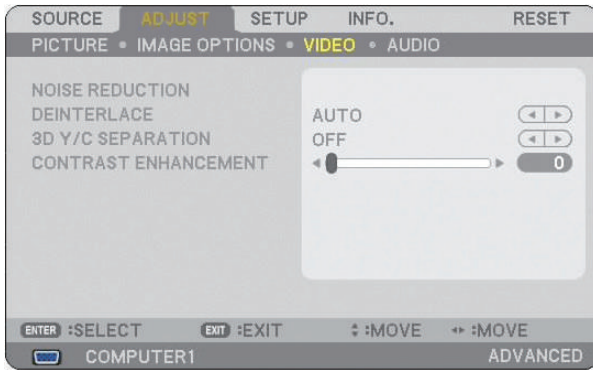 SOURCE ADJUST SETUP INFO. RESET
PICTURE • IMAGE OPTIONS • VIDEO • AUDIO
NOISE REDUCTION
DEINTERLACE AUTO
3D Y/C SEPARATION OFF
CONTRAST ENHANCEMENT 0
ENTER :SELECT EXIT :EXIT :MOVE :MOVE
COMPUTER1 ADVANCED